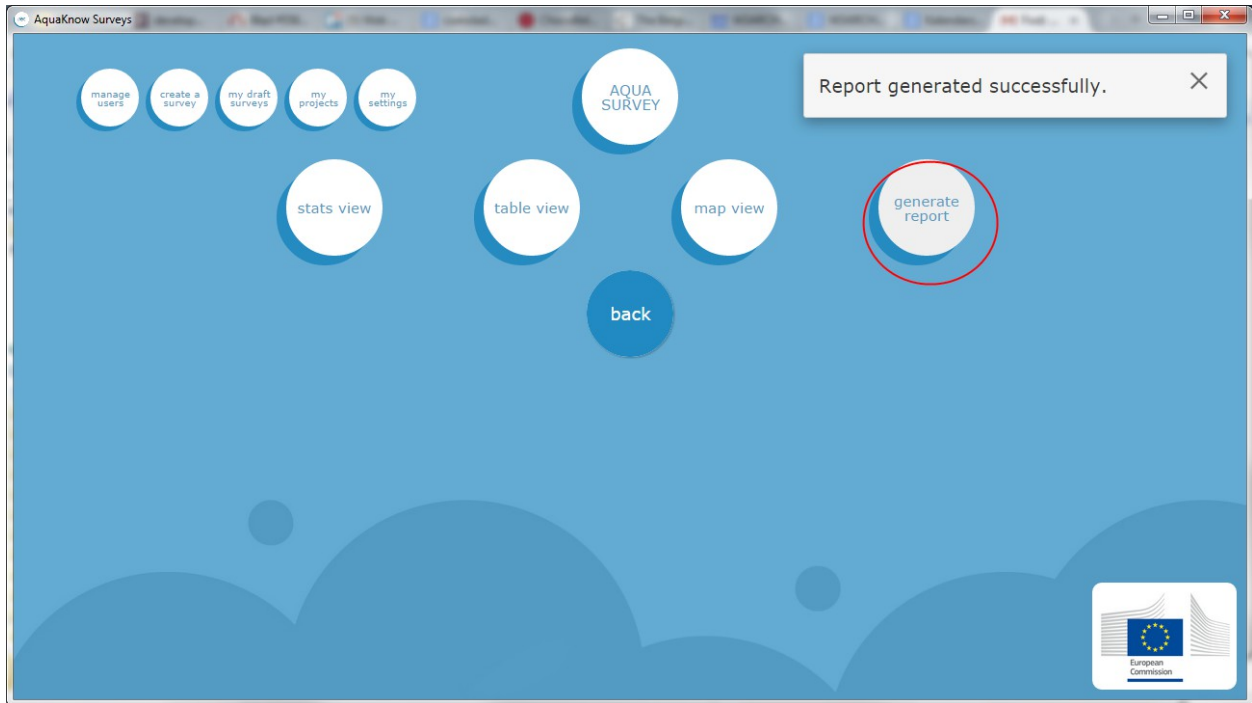 AquaKnow Surveys
manage
users
create a
survey
my draft
surveys
my
projects
my
settings
AQUA
SURVEY
Report generated successfully.
stats view
table view
map view
generate
report
back
European
Commission